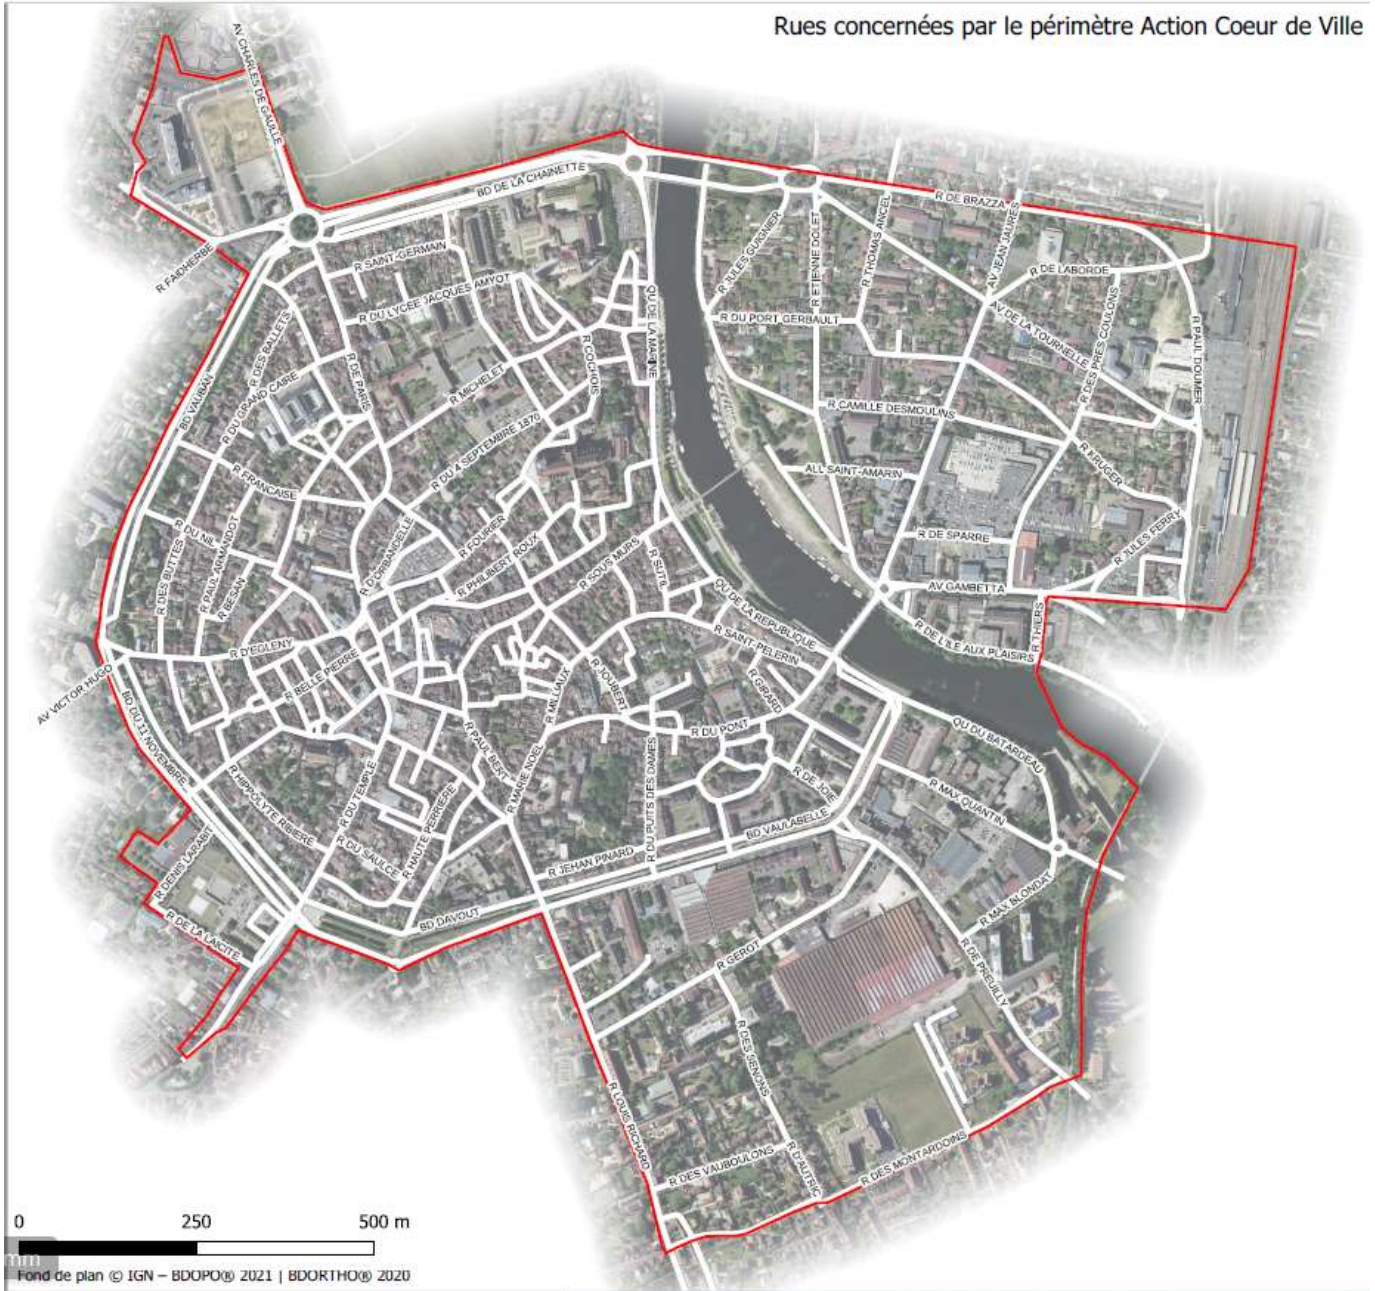 Rues concernées par le périmètre Action Coeur de Ville
AV CHARLES DE GAULLE
BD DE LA CHAINETTE
R DE BRAZZA
R FAIDHERBE
R SAINT-GERMAIN
R DU LYCEE JACQUES AMYOT
QU DE LA MARINE
R JULES GUIGNIER
R ETIENNE DOLET
R THOMAS ANCEL
AV JEAN JAURES
R DE LABORDE
R DU PORT GERBAULT
AV DE LA TOURNELLE
R DES PRES COULONS
R PAUL DOUMER
R DES BALLETS
R DU GRAND CAIRE
R DE PARIS
R MICHELET
R COCHOIS
BD VAUBAN
R CAMILLE DESMOULINS
R DU 4 SEPTEMBRE 1870
R KRUGER
ALL SAINT-AMARIN
R FRANCAISE
R DU NIL
R DES BUTTES
R PAUL ARMANDOT
R BESAN
R D'ORBANDELLE
R FOURIER
R PHILIBERT ROUX
R SOUS MURS
R SUTIL
R DE SPARRE
R JULES FERRY
AV GAMBETTA
R THIERS
R DE L'ILE AUX PLAISIRS
QU DE LA REPUBLIQUE
R SAINT-PELERIN
R D'EGLENY
R BELLE PIERRE
AV VICTOR HUGO
BD DU 11 NOVEMBRE
R MILLIAUX
R JOUBERT
R GIRARD
R DU PONT
R PAUL BERT
R MARIE NOEL
R DU PUITS DES DAMES
R DE JOIE
QU DU BATARDEAU
R MAX QUANTIN
R HIPPOLYTE RIBIERE
R DU TEMPLE
R HAUTE PERRIERE
R DU SAULCE
R JEHAN PINARD
BD VAULABELLE
R DENIS LARABIT
R DE LA LAICITE
BD DAVOUT
R MAX BLONDAT
R GEROT
R DE PREUILLY
R DES SENONS
R LOUIS RICHARD
R DES VAUBOULONS
R D'AUTRIC
R DES MONTARDOINS
0 250 500 m
mm
Fond de plan © IGN – BDOPO® 2021 | BDORTHO® 2020